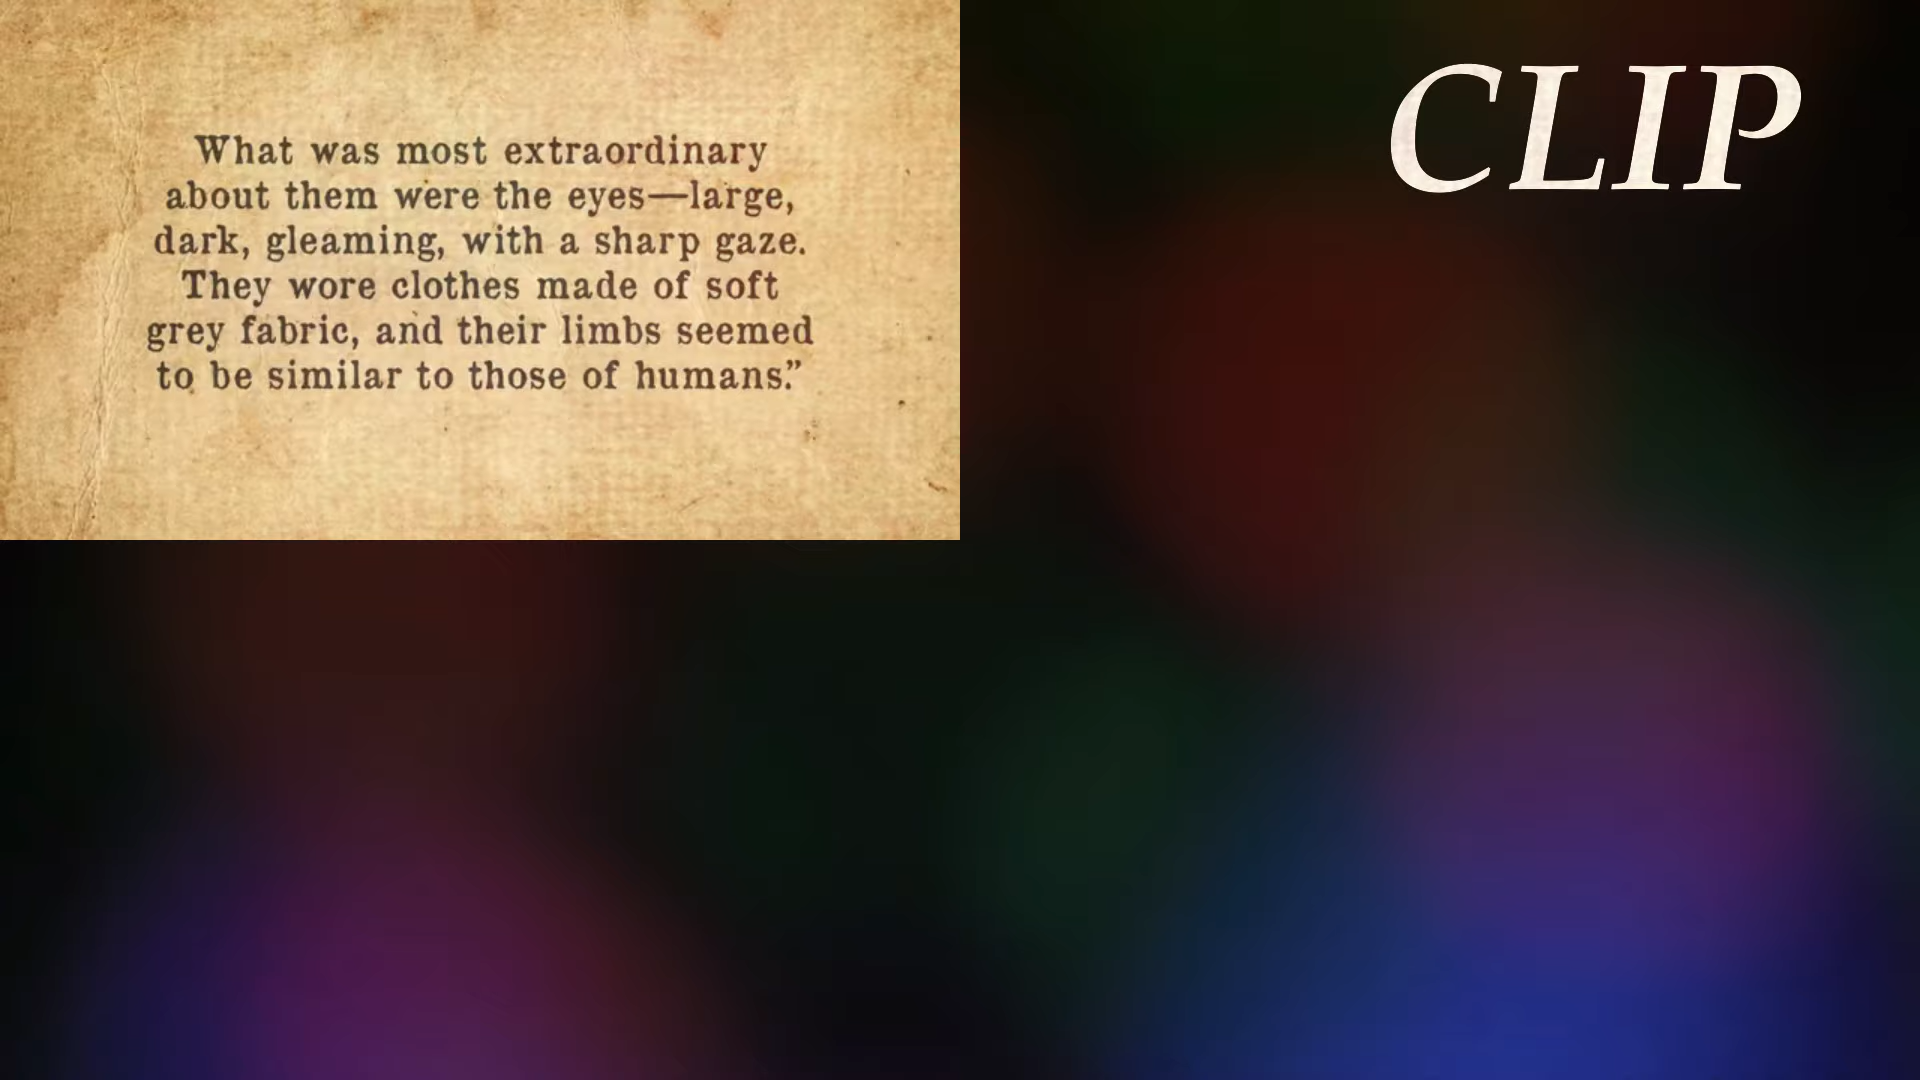 What was most extraordinary
about them were the eyes—large,
dark, gleaming, with a sharp gaze.
They wore clothes made of soft
grey fabric, and their limbs seemed
to be similar to those of humans.”
CLIP